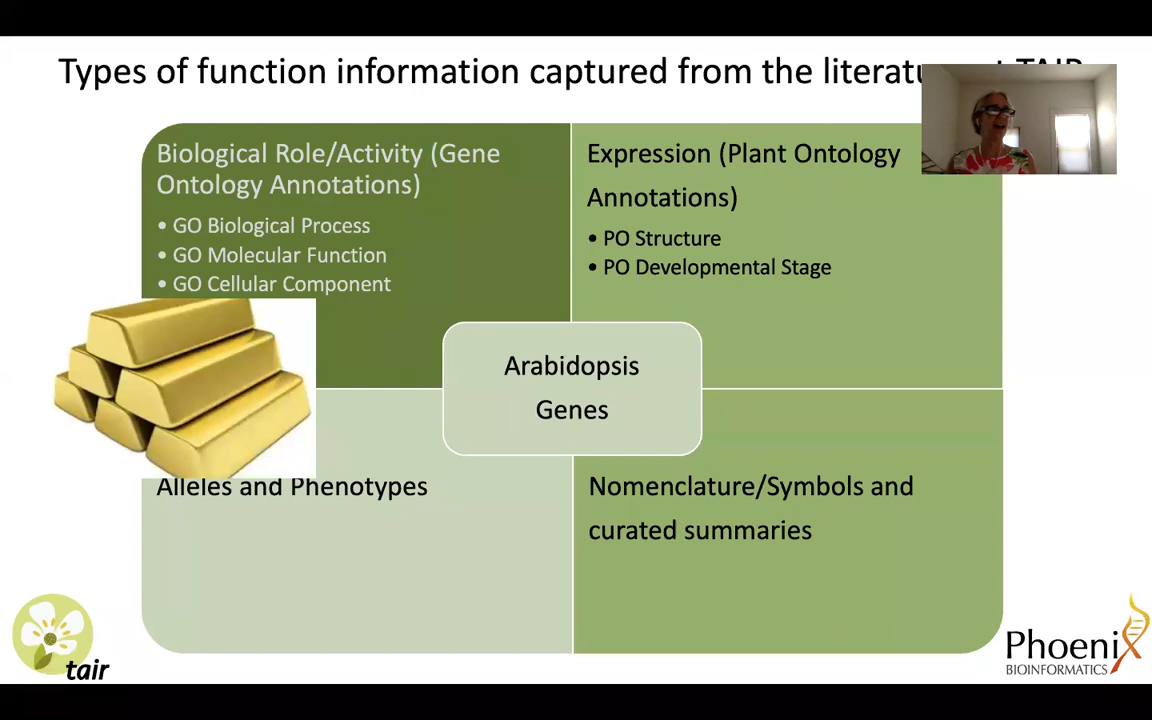 Types of function information captured from the TAIR
Biological Role/Activity (Gene
Ontology Annotations)
• GO Biological Process
• GO Molecular Function
• GO Cellular Component
Expression (Plant Ontology
Annotations)
• PO Structure
• PO Developmental Stage
Arabidopsis
Genes
Alleles and Phenotypes
Nomenclature/Symbols and
curated summaries
tair
Phoenix
BIOINFORMATICS